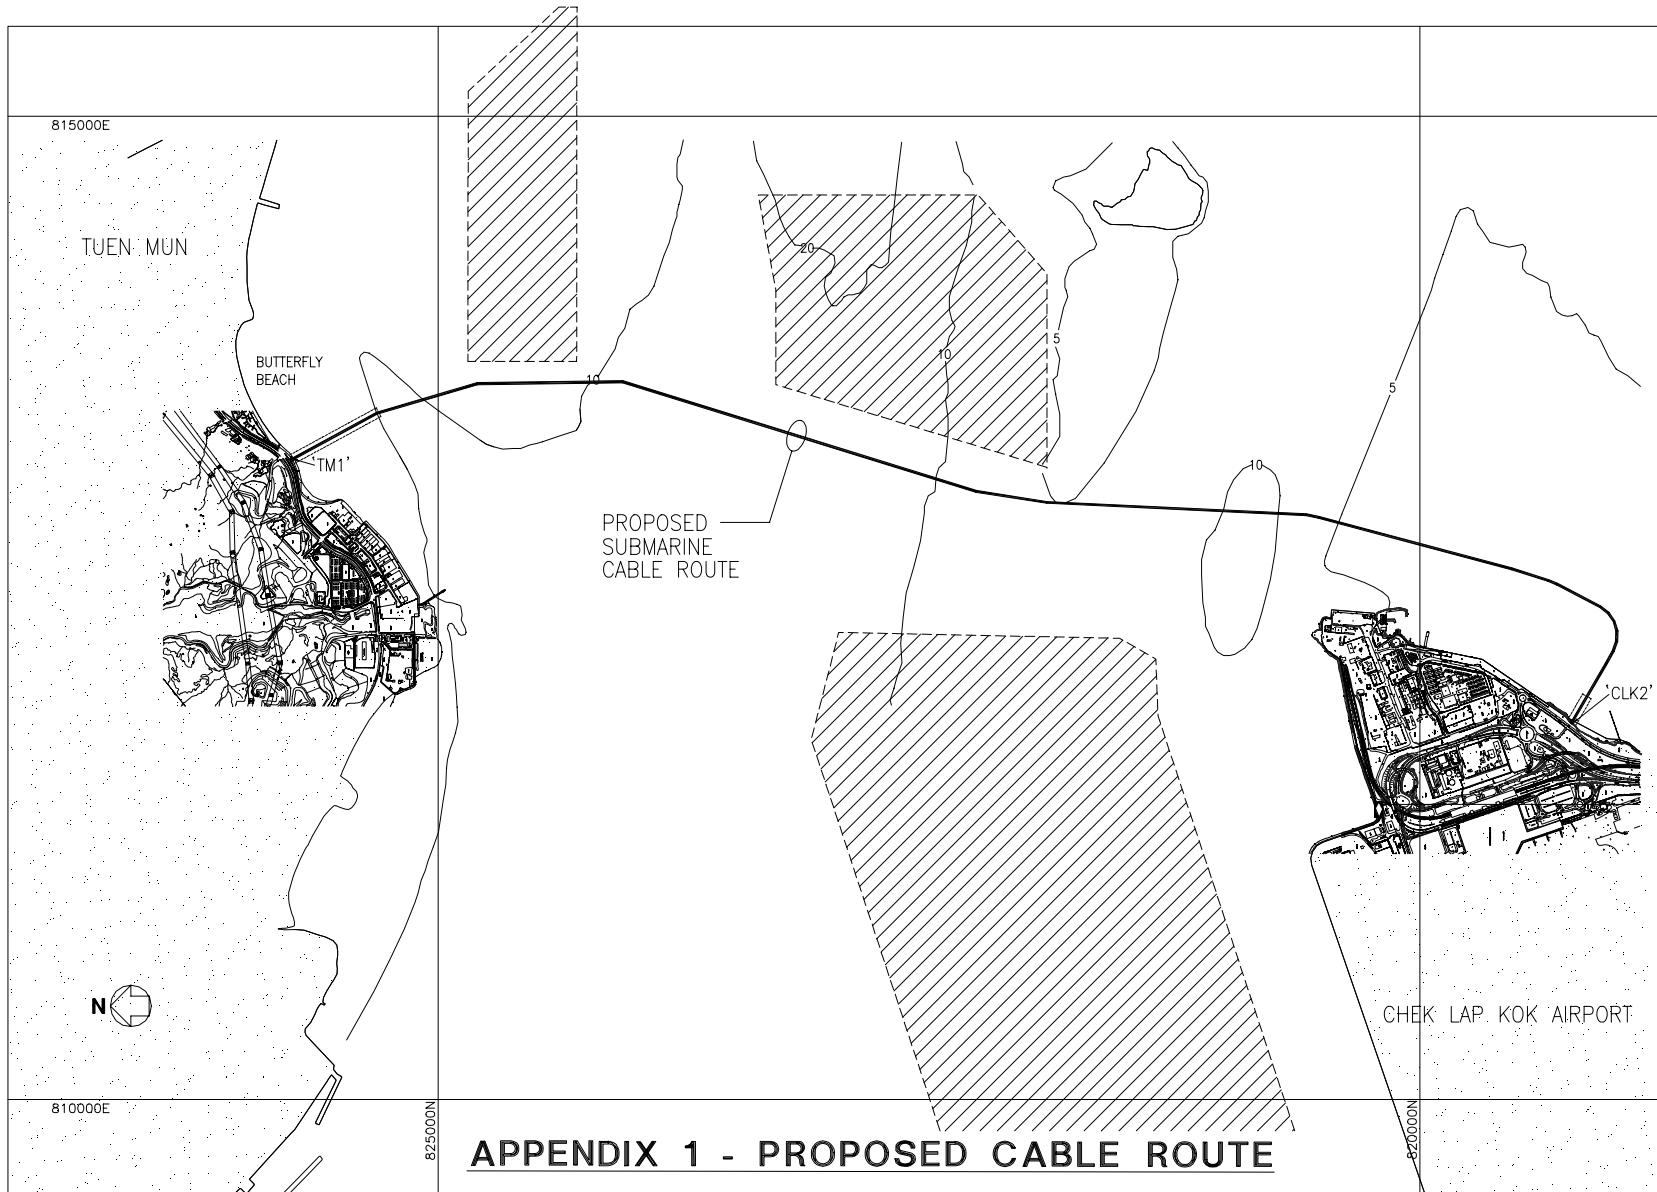 815000E
TUEN MUN
20
BUTTERFLY
BEACH
10
10
5
5
10
'TM1'
PROPOSED
SUBMARINE
CABLE ROUTE
'CLK2'
N
CHEK LAP KOK AIRPORT
810000E
825000N
820000N
APPENDIX 1 - PROPOSED CABLE ROUTE